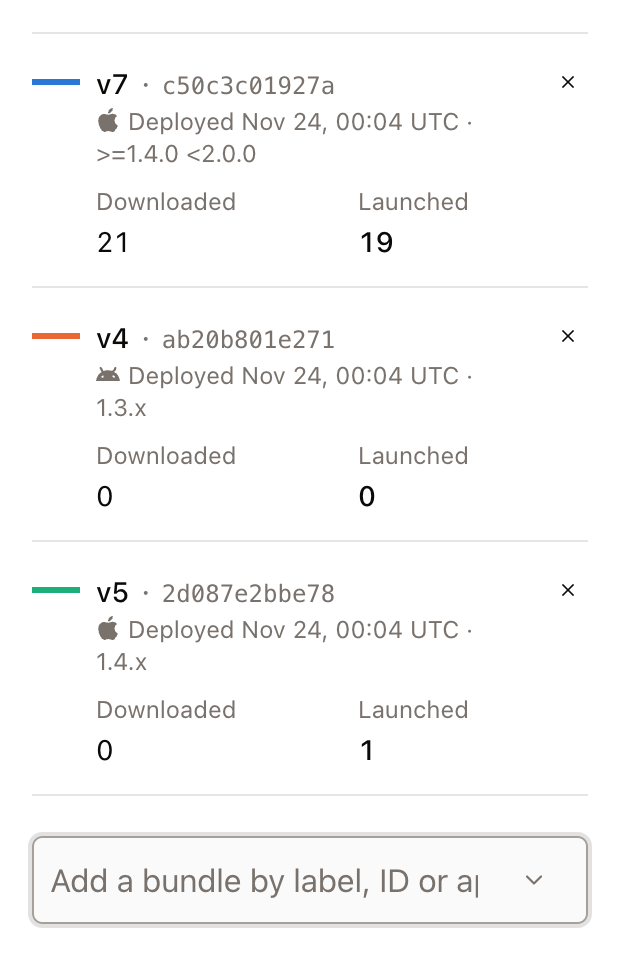 v7 · c50c3c01927a
Deployed Nov 24, 00:04 UTC ·
>=1.4.0 <2.0.0
Downloaded Launched
21 19
v4 · ab20b801e271
Deployed Nov 24, 00:04 UTC ·
1.3.x
Downloaded Launched
0 0
v5 · 2d087e2bbe78
Deployed Nov 24, 00:04 UTC ·
1.4.x
Downloaded Launched
0 1
Add a bundle by label, ID or